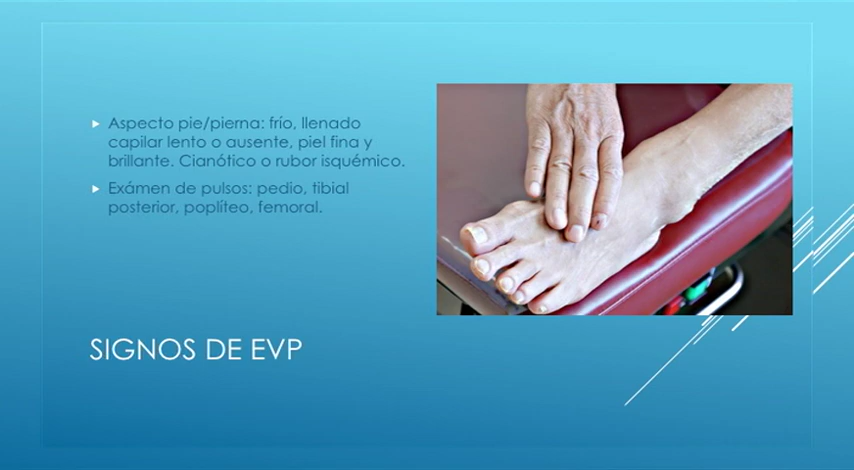 Aspecto pie/pierna: frío, llenado
capilar lento o ausente, piel fina y
brillante. Cianótico o rubor isquémico.
Exámen de pulsos: pedio, tibial
posterior, poplíteo, femoral.
SIGNOS DE EVP